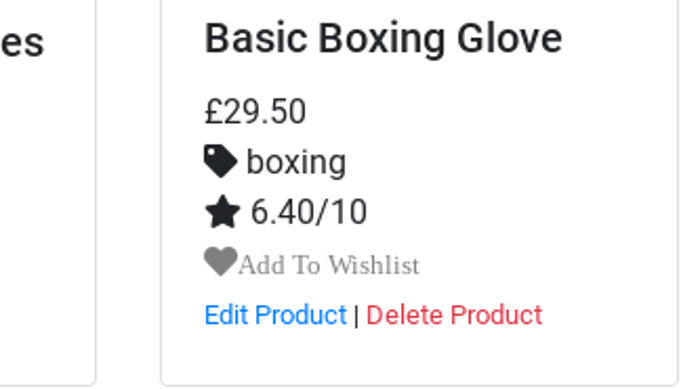 es
Basic Boxing Glove
£29.50
boxing
6.40/10
Add To Wishlist
Edit Product | Delete Product